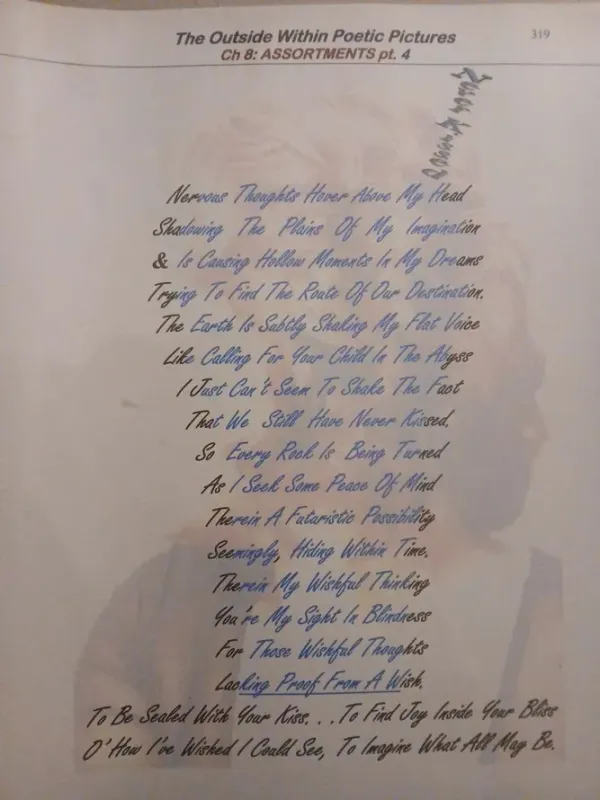 The Outside Within Poetic Pictures
319
Ch 8: ASSORTMENTS pt. 4
Nervous Thoughts Hover Above My Head
Shadowing The Plains Of My Imagination
& Is Causing Hollow Moments In My Dreams
Trying To Find The Route Of Our Destination.
The Earth Is Subtly Shaking My Flat Voice
Like Calling For Your Child In The Abyss
I Just Can't Seem To Shake The Fact
That We Still Have Never Kissed.
So Every Rock Is Being Turned
As I Seek Some Peace Of Mind
Therein A Futuristic Possibility
Seemingly, Hiding Within Time.
Therein My Wishful Thinking
You're My Sight In Blindness
For Those Wishful Thoughts
Lacking Proof From A Wish.
To Be Sealed With Your Kiss. . .To Find Joy Inside Your Bliss
O' How I've Wished I Could See, To Imagine What All May Be.